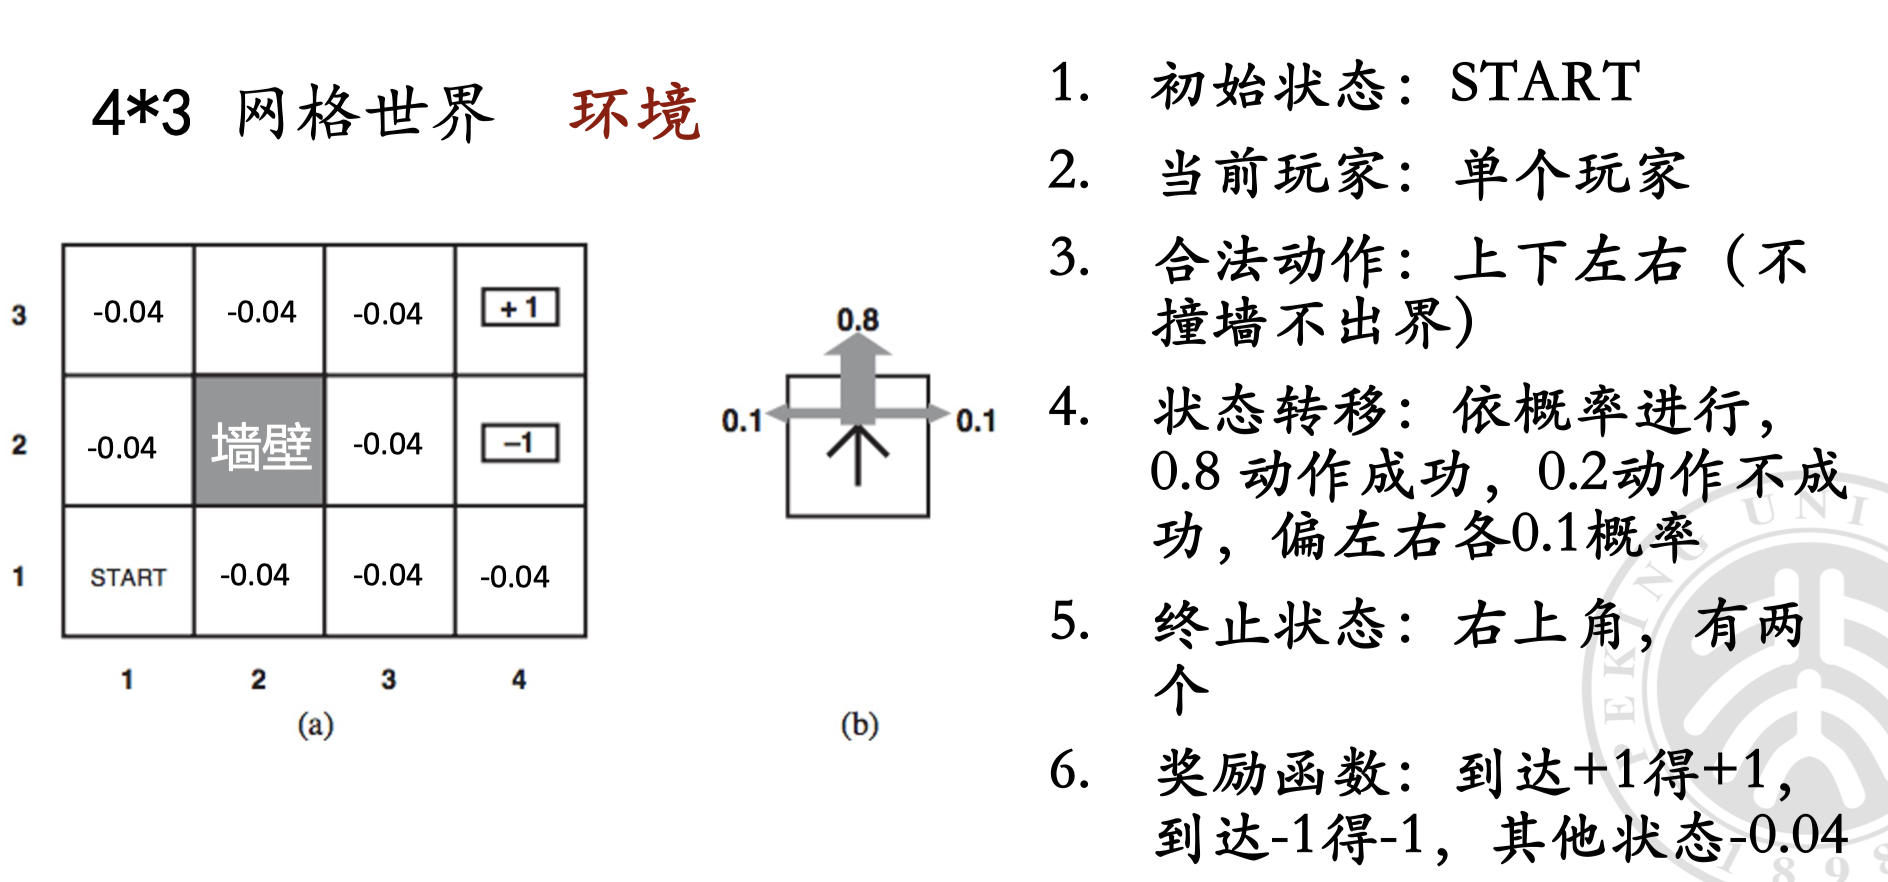 4*3 网格世界 环境
3 -0.04 -0.04 -0.04 +1
2 -0.04 墙壁 -0.04 -1
1 START -0.04 -0.04 -0.04
1 2 3 4
(a)
0.8
0.1 0.1
(b)
1. 初始状态：START
2. 当前玩家：单个玩家
3. 合法动作：上下左右（不
撞墙不出界）
4. 状态转移：依概率进行，
0.8 动作成功，0.2动作不成
功，偏左右各0.1概率
5. 终止状态：右上角，有两
个
6. 奖励函数：到达+1得+1，
到达-1得-1，其他状态-0.04
PEKING UNI
1898